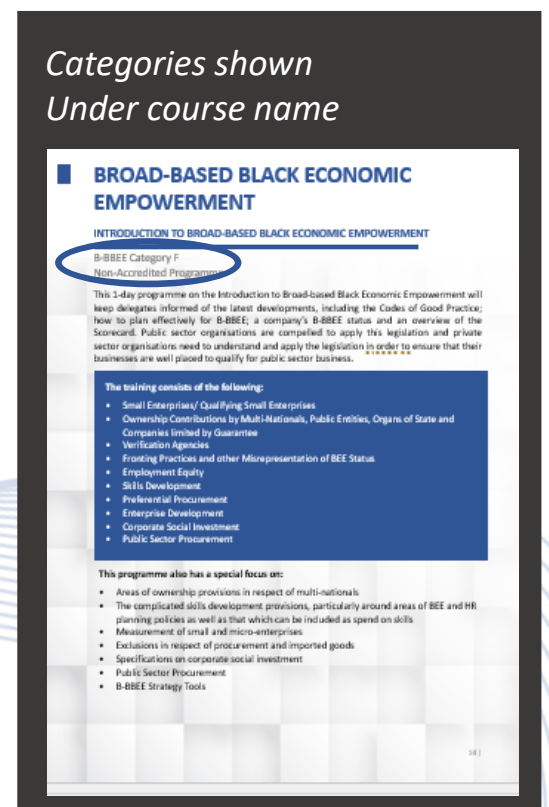 Categories shown
Under course name
BROAD-BASED BLACK ECONOMIC
EMPOWERMENT
INTRODUCTION TO BROAD-BASED BLACK ECONOMIC EMPOWERMENT
B-BBEE Category F
Non-Accredited Programme
This 1-day programme on the Introduction to Broad-based Black Economic Empowerment will
keep delegates informed of the latest developments, including the Codes of Good Practice;
how to plan effectively for B-BBEE; a company's B-BBEE status and an overview of the
Scorecard. Public sector organisations are compelled to apply this legislation and private
sector organisations need to understand and apply the legislation in order to ensure that their
businesses are well placed to qualify for public sector business.
The training consists of the following:
• Small Enterprises/ Qualifying Small Enterprises
• Ownership Contributions by Multi-Nationals, Public Entities, Organs of State and
Companies limited by Guarantee
• Verification Agencies
• Fronting Practices and other Misrepresentation of BEE Status
• Employment Equity
• Skills Development
• Preferential Procurement
• Enterprise Development
• Corporate Social Investment
• Public Sector Procurement
This programme also has a special focus on:
• Areas of ownership provisions in respect of multi-nationals
• The complicated skills development provisions, particularly around areas of BEE and HR
planning policies as well as that which can be included as spend on skills
• Measurement of small and micro-enterprises
• Exclusions in respect of procurement and imported goods
• Specifications on corporate social investment
• Public Sector Procurement
• B-BBEE Strategy Tools